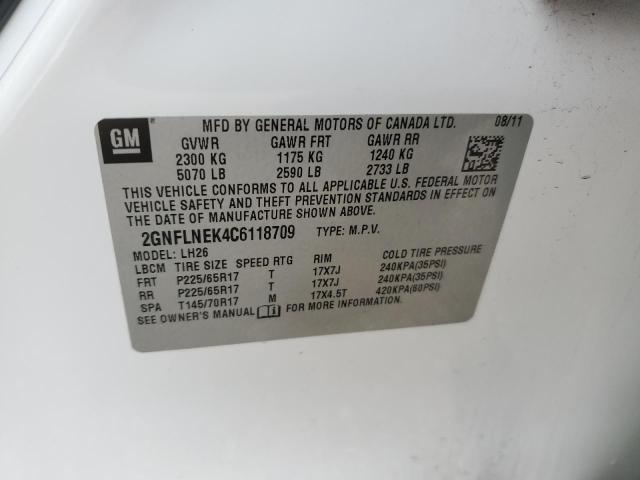 GM
MFD BY GENERAL MOTORS OF CANADA LTD. 08/11
GVWR GAWR FRT GAWR RR
2300 KG 1175 KG 1240 KG
5070 LB 2590 LB 2733 LB
THIS VEHICLE CONFORMS TO ALL APPLICABLE U.S. FEDERAL MOTOR
VEHICLE SAFETY AND THEFT PREVENTION STANDARDS IN EFFECT ON
THE DATE OF MANUFACTURE SHOWN ABOVE.
2GNFLNEK4C6118709 TYPE: M.P.V.
MODEL: LH26
LBCM TIRE SIZE SPEED RTG RIM COLD TIRE PRESSURE
FRT P225/65R17 T 17X7J 240KPA(35PSI)
RR P225/65R17 T 17X7J 240KPA(35PSI)
SPA T145/70R17 M 17X4.5T 420KPA(60PSI)
SEE OWNER'S MANUAL FOR MORE INFORMATION.